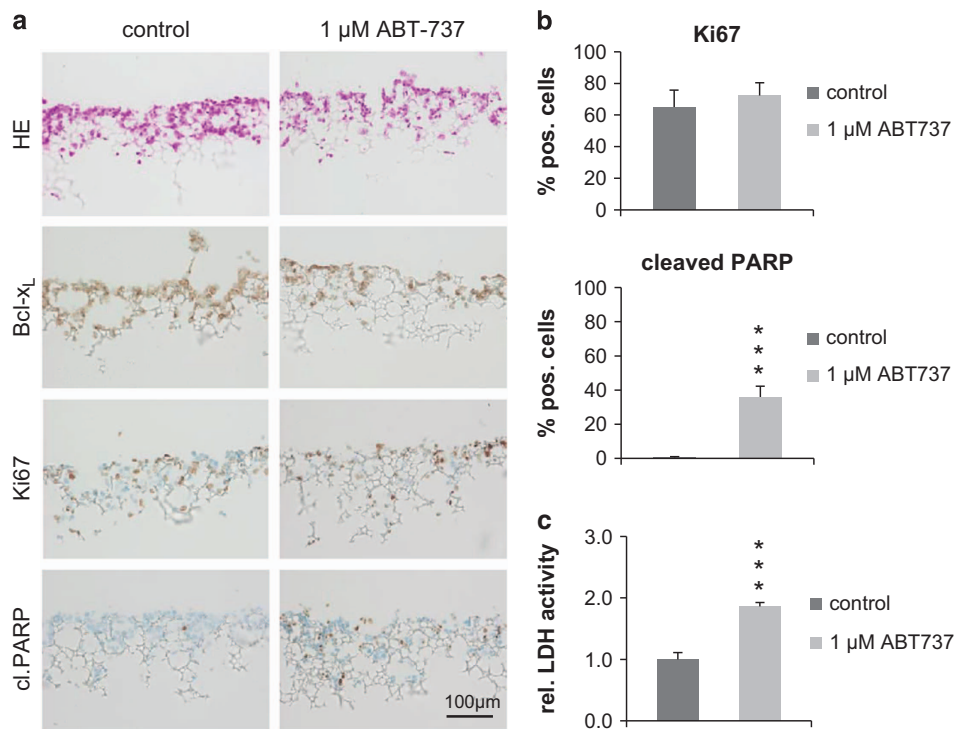 a
control
1 µM ABT-737
HE
Bcl-xL
Ki67
cl.PARP
100µm
b
Ki67
% pos. cells
100
80
60
40
20
0
control
1 µM ABT737
cleaved PARP
% pos. cells
100
80
60
40
20
0
***
control
1 µM ABT737
c
rel. LDH activity
3.0
2.0
1.0
0.0
***
control
1 µM ABT737